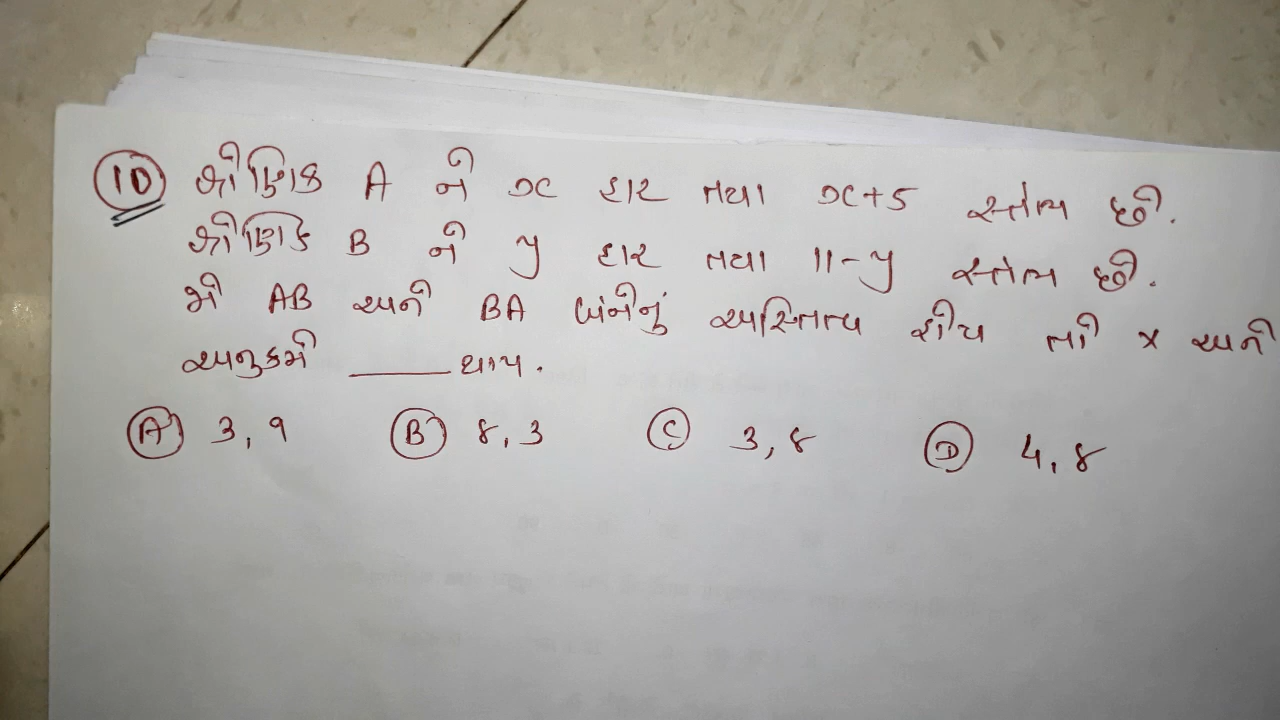 10 શ્રેણિક A ને x હાર તથા x+5 સ્તંભ છે.
શ્રેણિક B ને y હાર તથા 11-y સ્તંભ છે.
જો AB અને BA બંનેનું અસ્તિત્વ હોય તો x અને
અનુક્રમે ____ થાય.
A 3, 9 B 8, 3 C 3, 8 D 4, 8